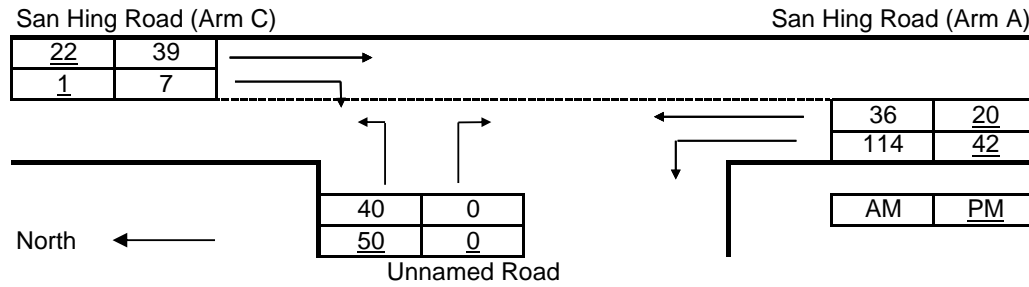 San Hing Road (Arm C) San Hing Road (Arm A)
22 39
1 7
36 20
114 42
40 0
50 0
AM PM
North
Unnamed Road